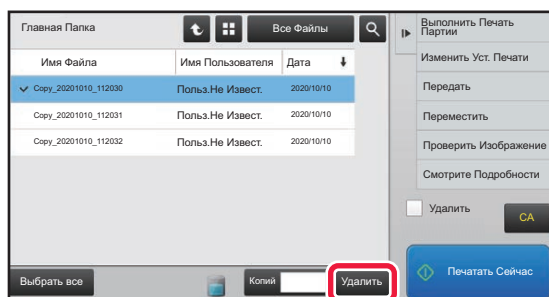 Главная Папка
Все Файлы
Имя Файла
Имя Пользователя
Дата
Copy_20201010_112030
Польз.Не Извест.
2020/10/10
Copy_20201010_112031
Польз.Не Извест.
2020/10/10
Copy_20201010_112032
Польз.Не Извест.
2020/10/10
Выбрать все
Копий
Удалить
Выполнить Печать
Партии
Изменить Уст. Печати
Передать
Переместить
Проверить Изображение
Смотрите Подробности
Удалить
CA
Печатать Сейчас